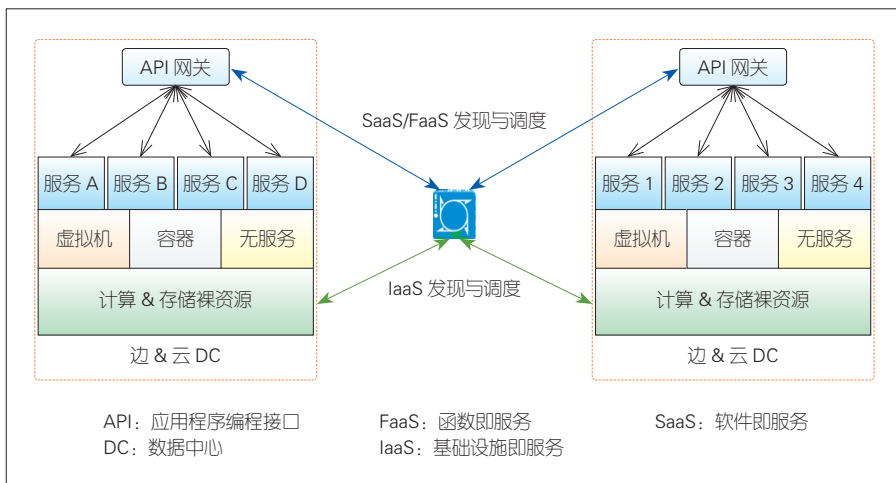 API 网关
API 网关
SaaS/FaaS 发现与调度
服务 A
服务 B
服务 C
服务 D
服务 1
服务 2
服务 3
服务 4
虚拟机
容器
无服务
虚拟机
容器
无服务
计算 & 存储裸资源
IaaS 发现与调度
计算 & 存储裸资源
边 & 云 DC
边 & 云 DC
API：应用程序编程接口
FaaS：函数即服务
SaaS：软件即服务
DC：数据中心
IaaS：基础设施即服务